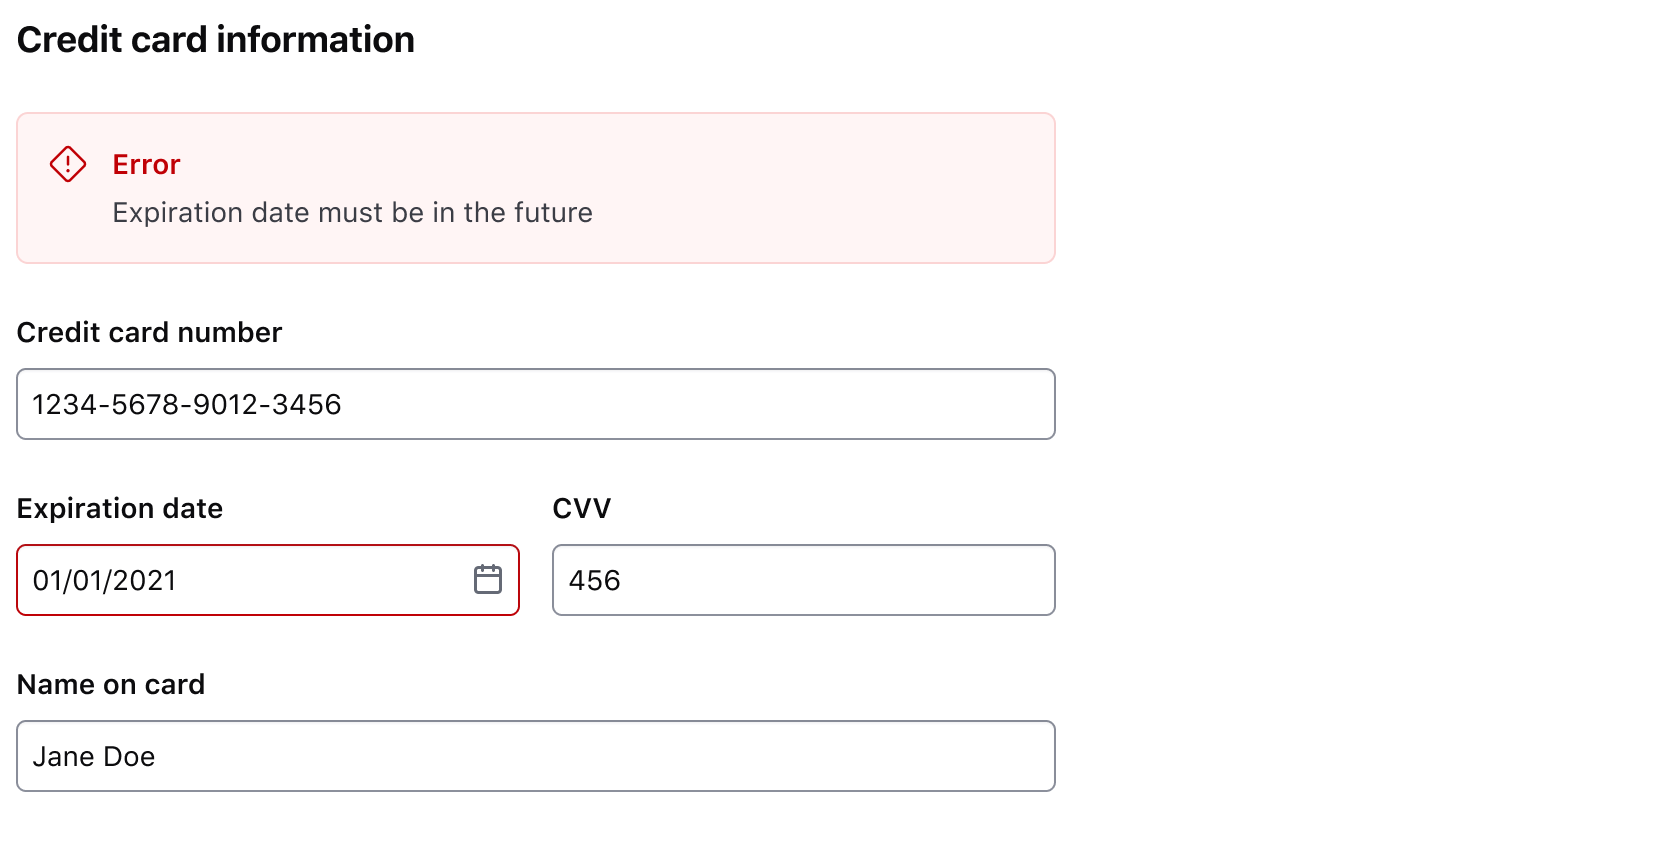 Credit card information
Error
Expiration date must be in the future
Credit card number
1234-5678-9012-3456
Expiration date
CVV
01/01/2021
456
Name on card
Jane Doe